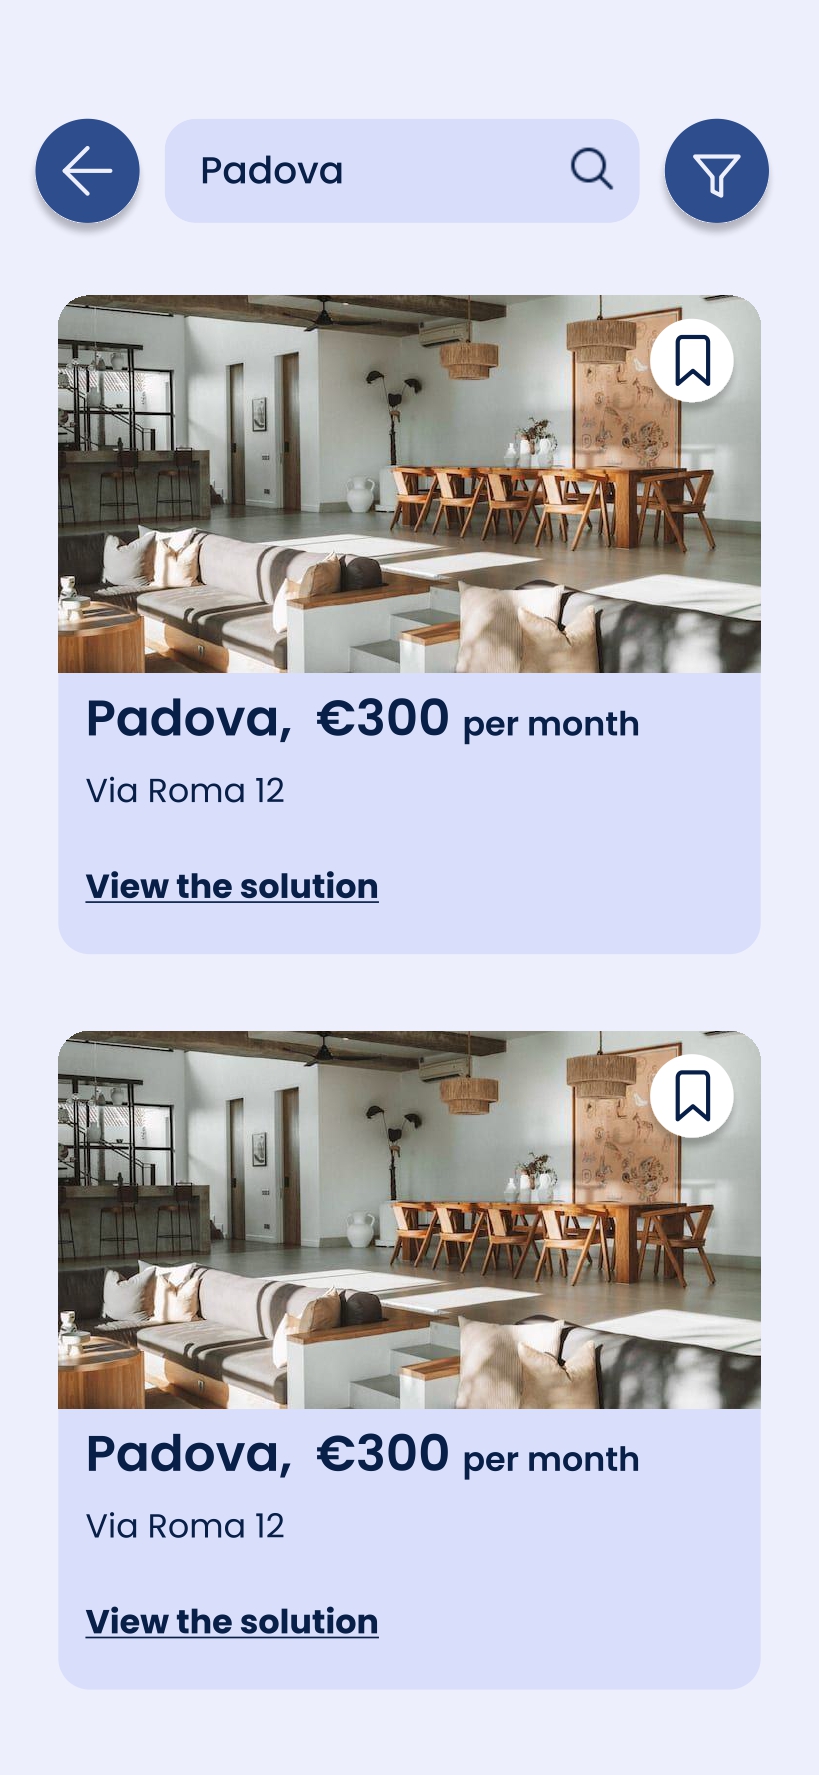 Padova
Padova, €300 per month
Via Roma 12
View the solution
Padova, €300 per month
Via Roma 12
View the solution